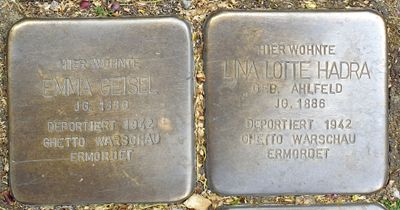 HIER WOHNTE
EMMA GEISEL
JG. 1880
DEPORTIERT 1942
GHETTO WARSCHAU
ERMORDET
HIER WOHNTE
LINA LOTTE HADRA
GEB. AHLFELD
JG. 1886
DEPORTIERT 1942
GHETTO WARSCHAU
ERMORDET